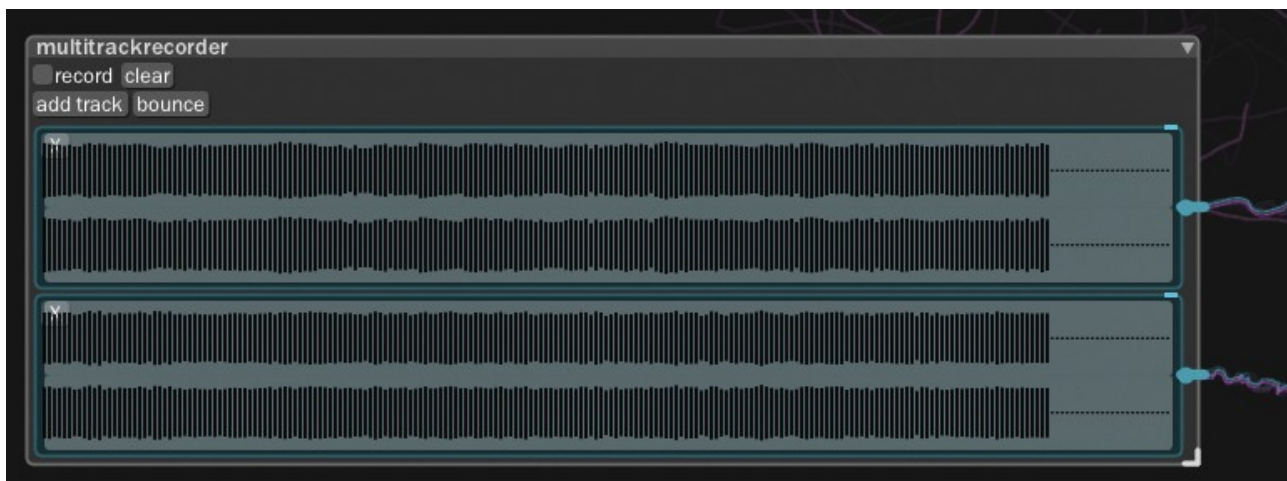 multitrackrecorder
record clear
add track bounce
X
X